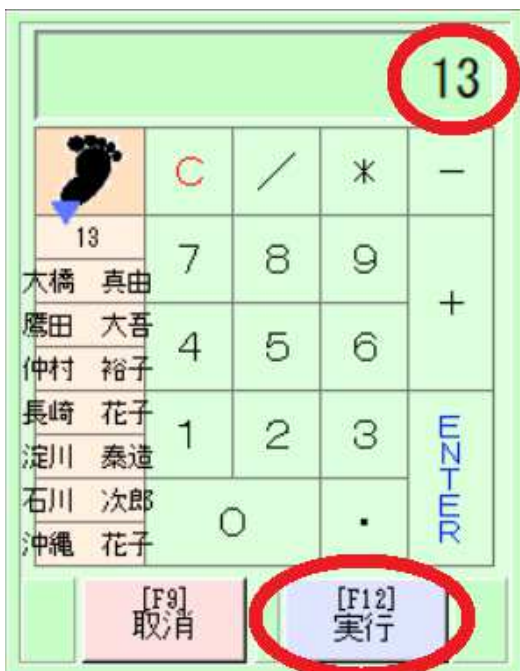 13
C / * -
13
7 8 9 +
大橋 真由
鷹田 大吾
4 5 6
仲村 裕子
長崎 花子
1 2 3 ENTER
淀川 泰造
石川 次郎
0 .
沖縄 花子
[F9]
取消
[F12]
実行